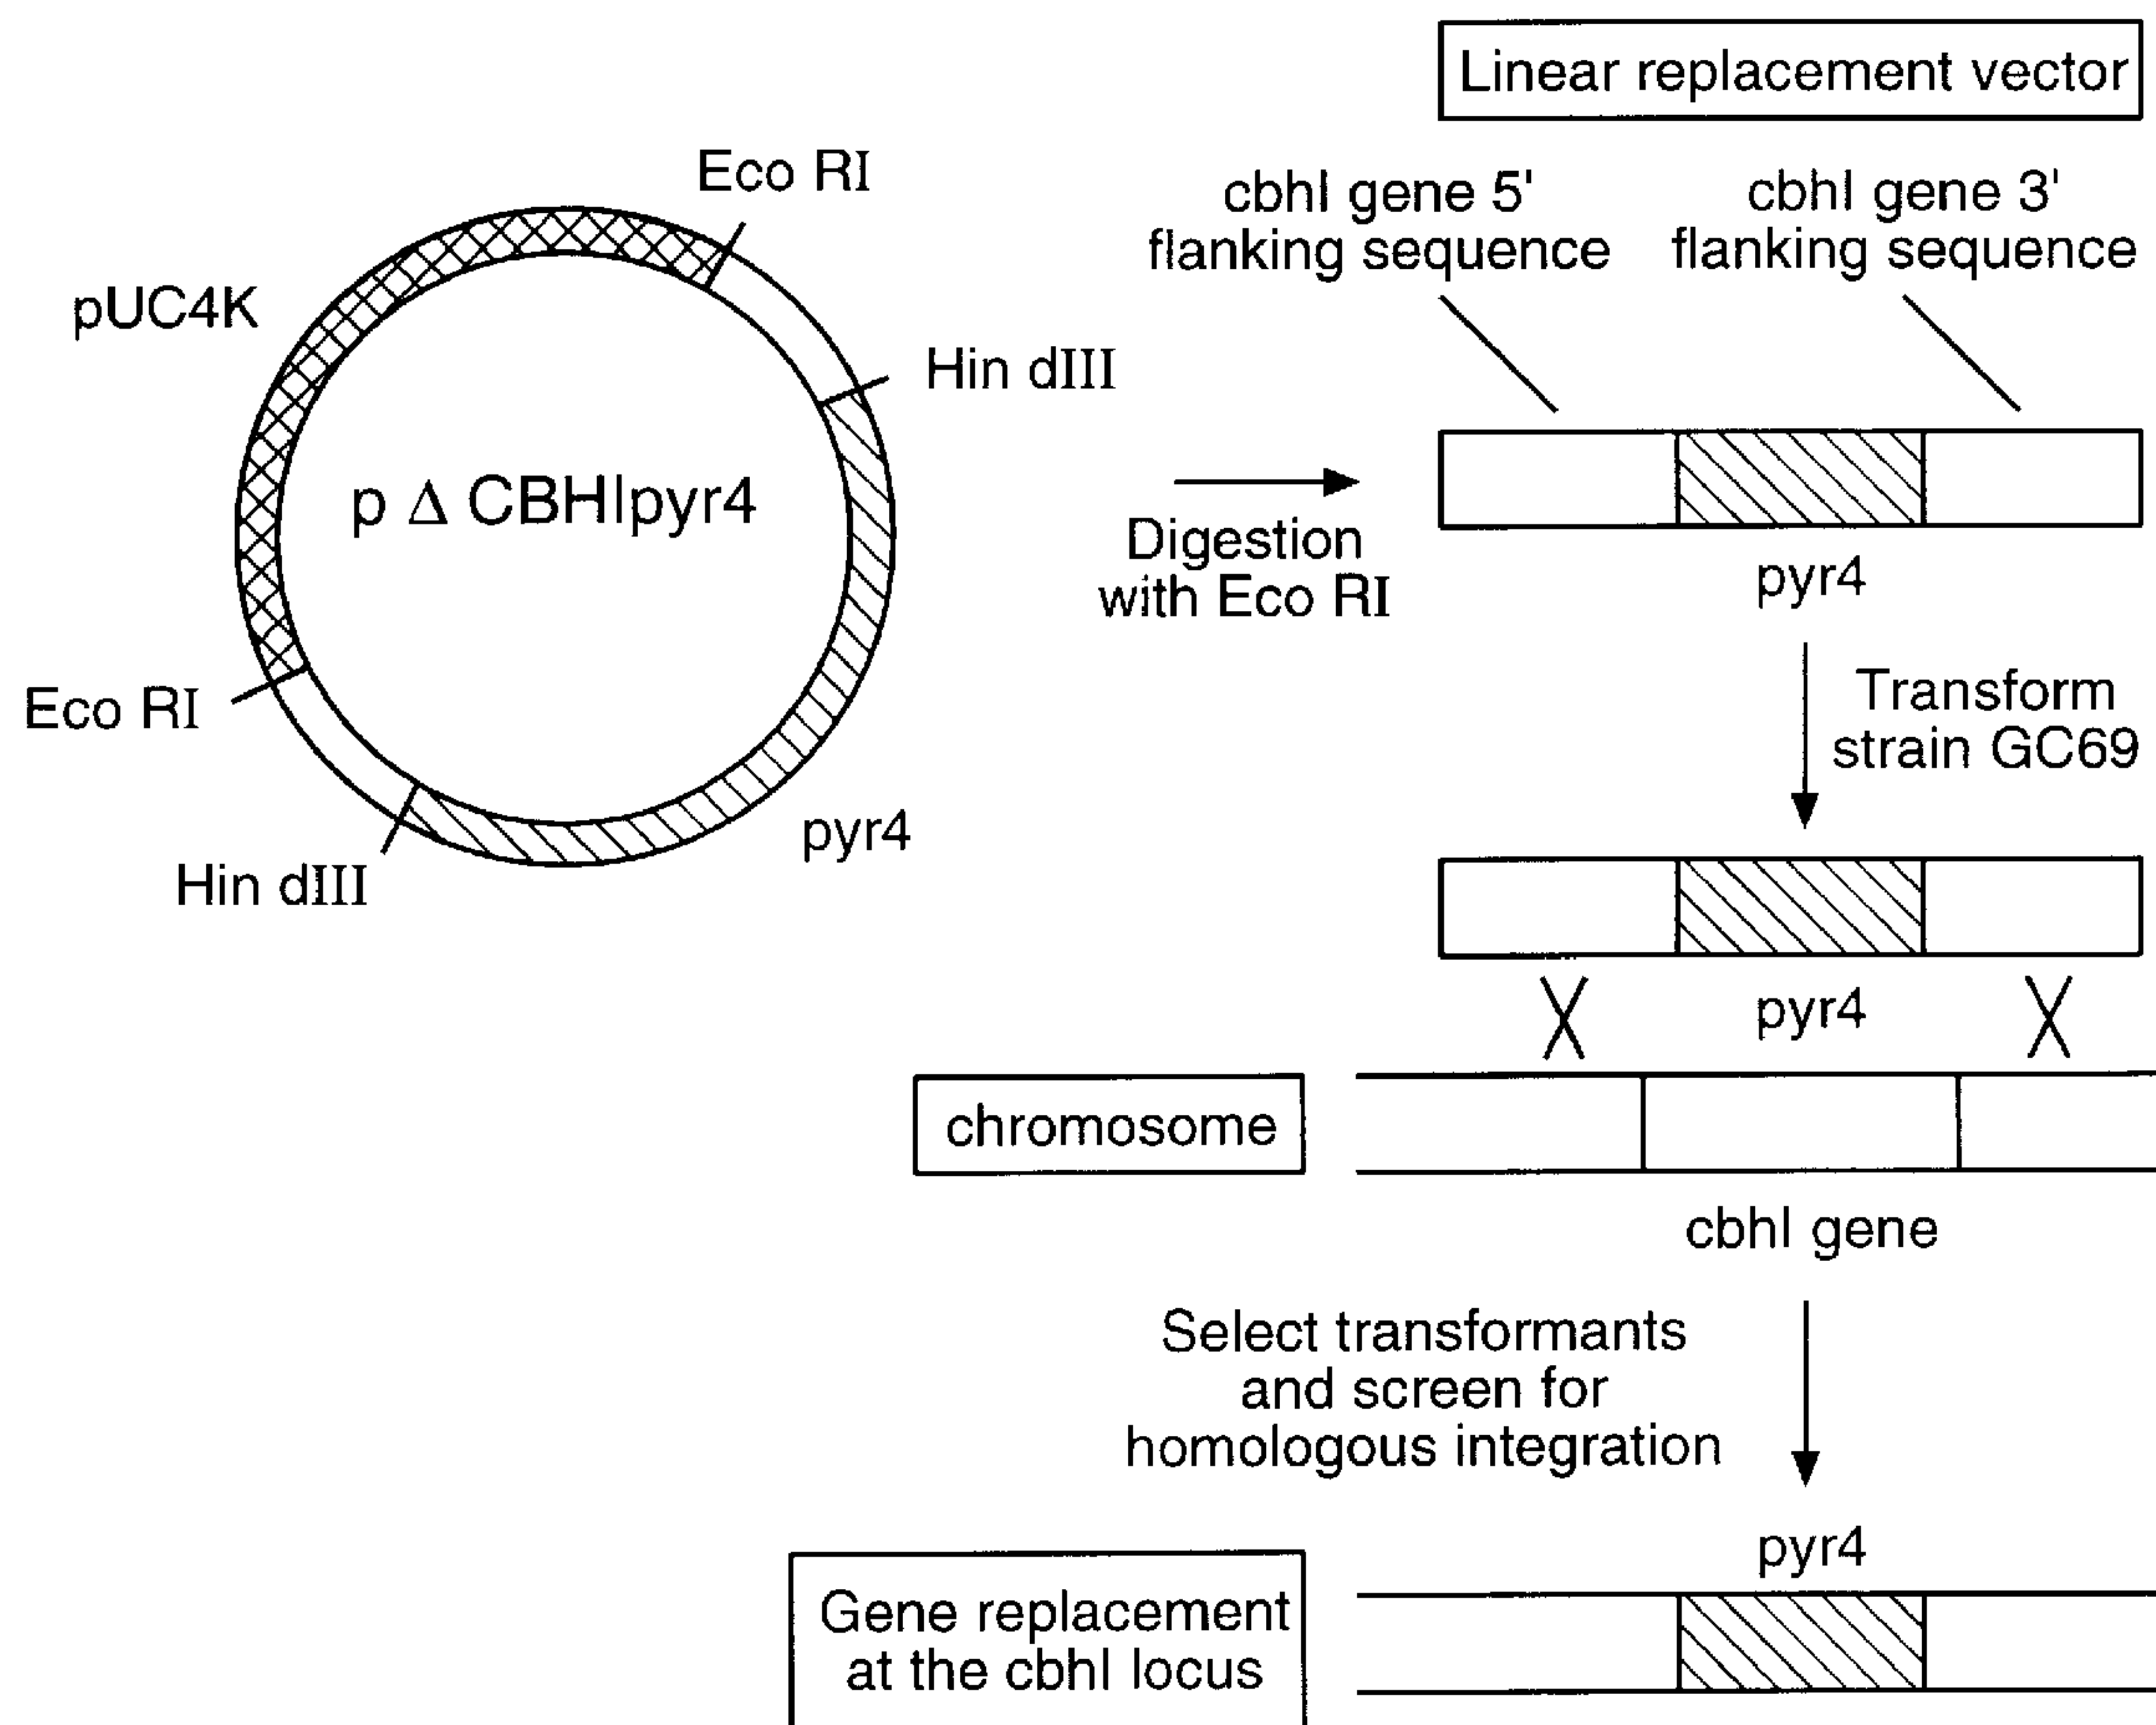 Linear replacement vector
Eco RI
cbhI gene 5'
flanking sequence
cbhI gene 3'
flanking sequence
pUC4K
Hin dIII
p Δ CBHIpyr4
Digestion
with Eco RI
pyr4
Eco RI
Transform
strain GC69
pyr4
Hin dIII
pyr4
chromosome
cbhI gene
Select transformants
and screen for
homologous integration
pyr4
Gene replacement
at the cbhI locus